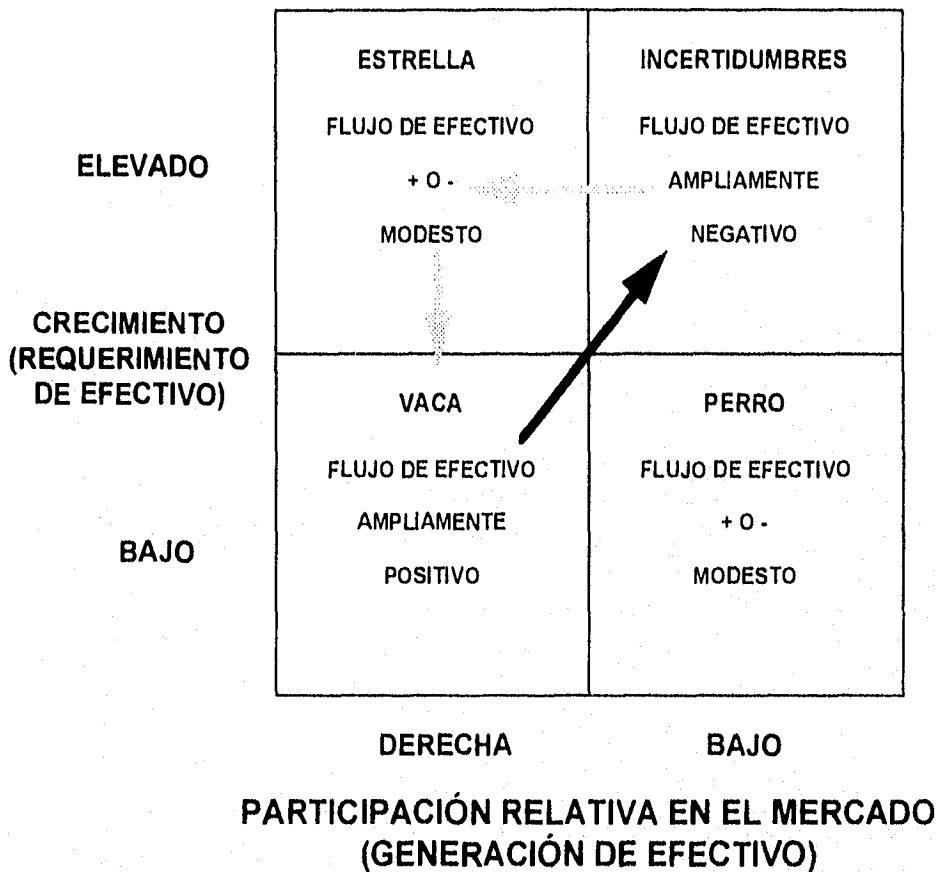 ESTRELLA
FLUJO DE EFECTIVO
+ O -
MODESTO
INCERTIDUMBRES
FLUJO DE EFECTIVO
AMPLIAMENTE
NEGATIVO
ELEVADO
CRECIMIENTO
(REQUERIMIENTO
DE EFECTIVO)
VACA
FLUJO DE EFECTIVO
AMPLIAMENTE
POSITIVO
PERRO
FLUJO DE EFECTIVO
+ O -
MODESTO
BAJO
DERECHA
BAJO
PARTICIPACIÓN RELATIVA EN EL MERCADO
(GENERACIÓN DE EFECTIVO)